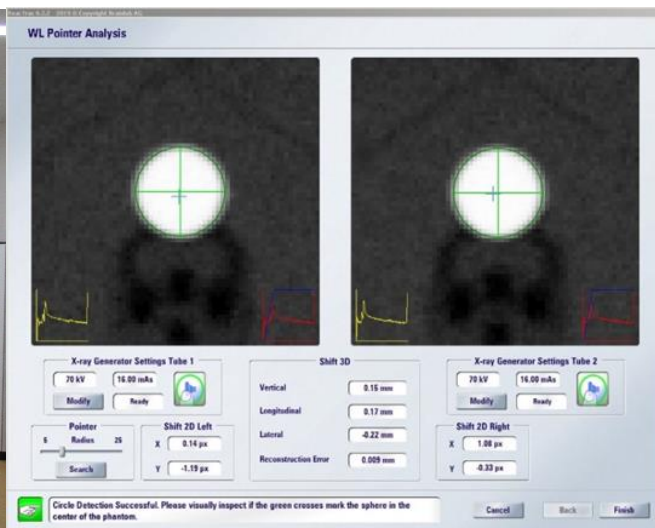 WL Pointer Analysis
X-ray Generator Settings Tube 1
70 kV
16.00 mAs
Modify
Ready
Pointer
5 Radius 25
Search
Shift 2D Left
X 0.14 px
Y -1.19 px
Shift 3D
Vertical 0.15 mm
Longitudinal 0.17 mm
Lateral -0.22 mm
Reconstruction Error 0.009 mm
X-ray Generator Settings Tube 2
70 kV
16.00 mAs
Modify
Ready
Shift 2D Right
X 1.08 px
Y -0.33 px
Circle Detection Successful. Please visually inspect if the green crosses mark the sphere in the
center of the phantom.
Cancel
Back
Finish